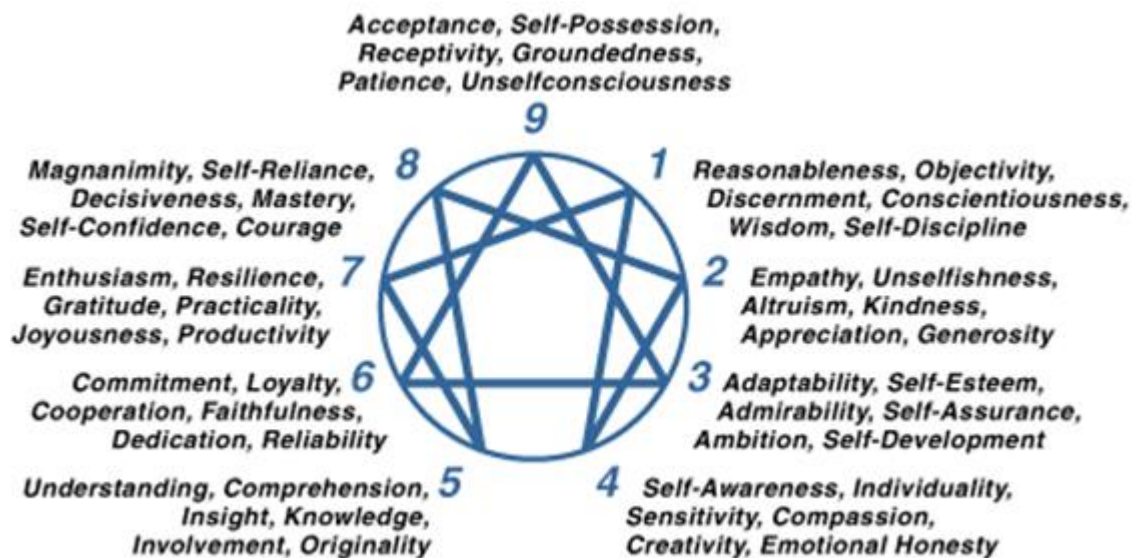 Acceptance, Self-Possession,
Receptivity, Groundedness,
Patience, Unselfconsciousness
9
8
Magnanimity, Self-Reliance,
Decisiveness, Mastery,
Self-Confidence, Courage
1
Reasonableness, Objectivity,
Discernment, Conscientiousness,
Wisdom, Self-Discipline
7
Enthusiasm, Resilience,
Gratitude, Practicality,
Joyousness, Productivity
2
Empathy, Unselfishness,
Altruism, Kindness,
Appreciation, Generosity
6
Commitment, Loyalty,
Cooperation, Faithfulness,
Dedication, Reliability
3
Adaptability, Self-Esteem,
Admirability, Self-Assurance,
Ambition, Self-Development
5
Understanding, Comprehension,
Insight, Knowledge,
Involvement, Originality
4
Self-Awareness, Individuality,
Sensitivity, Compassion,
Creativity, Emotional Honesty